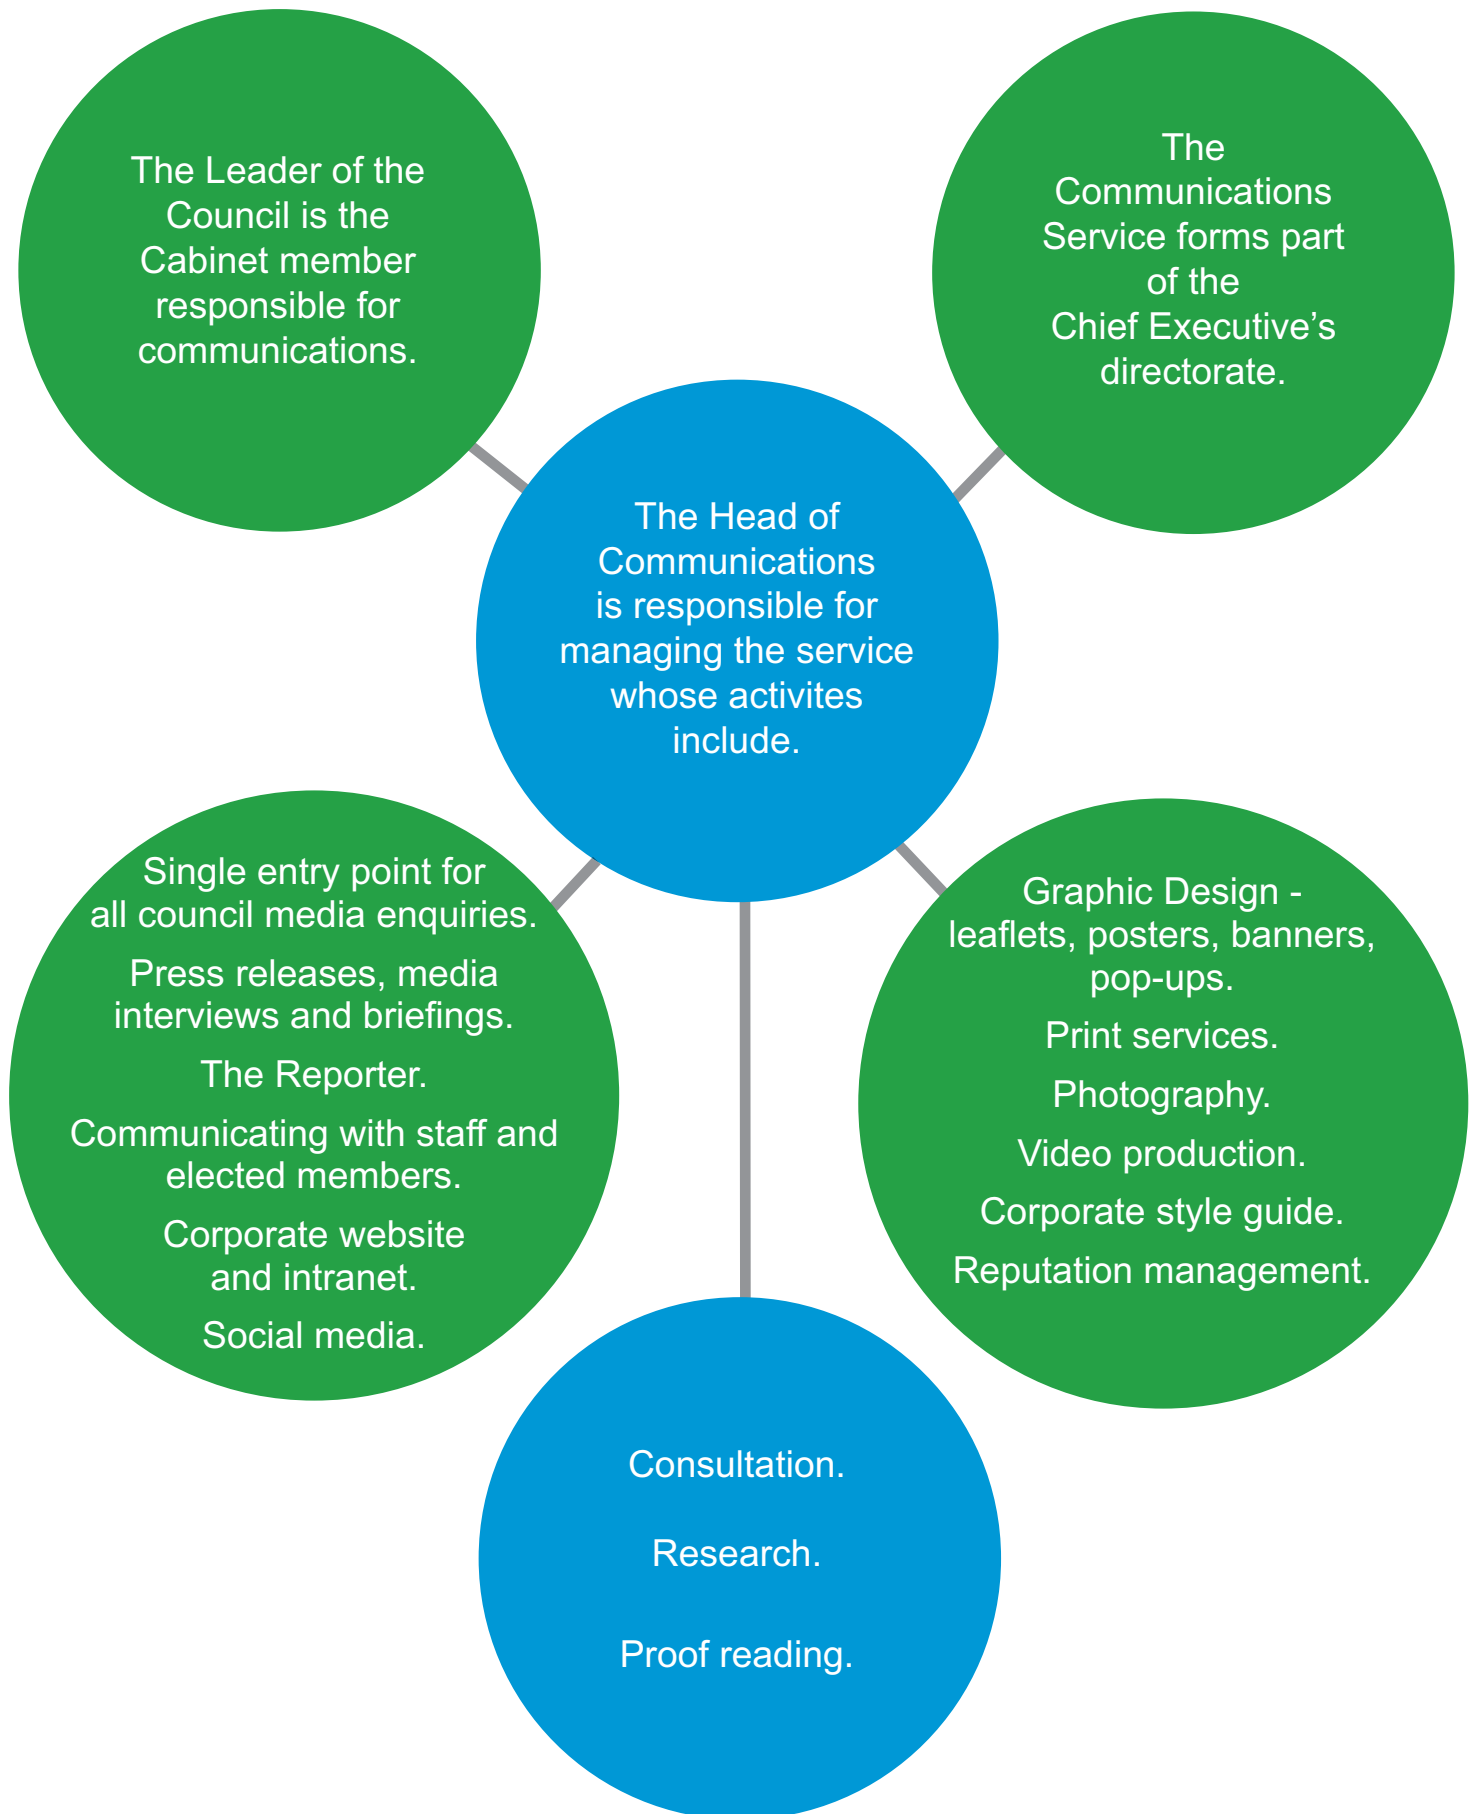 The Leader of the
Council is the
Cabinet member
responsible for
communications.
The
Communications
Service forms part
of the
Chief Executive’s
directorate.
The Head of
Communications
is responsible for
managing the service
whose activites
include.
Single entry point for
all council media enquiries.
Press releases, media
interviews and briefings.
The Reporter.
Communicating with staff and
elected members.
Corporate website
and intranet.
Social media.
Graphic Design -
leaflets, posters, banners,
pop-ups.
Print services.
Photography.
Video production.
Corporate style guide.
Reputation management.
Consultation.
Research.
Proof reading.